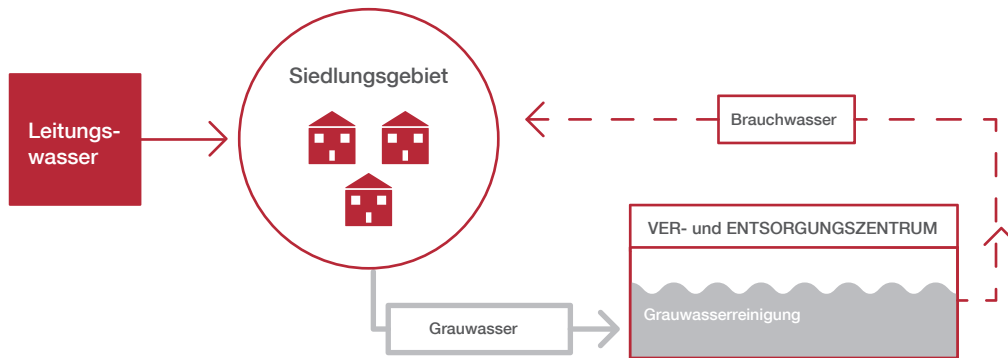 Siedlungsgebiet
Leitungs-
wasser
Brauchwasser
VER- und ENTSORGUNGSZENTRUM
Grauwasserreinigung
Grauwasser